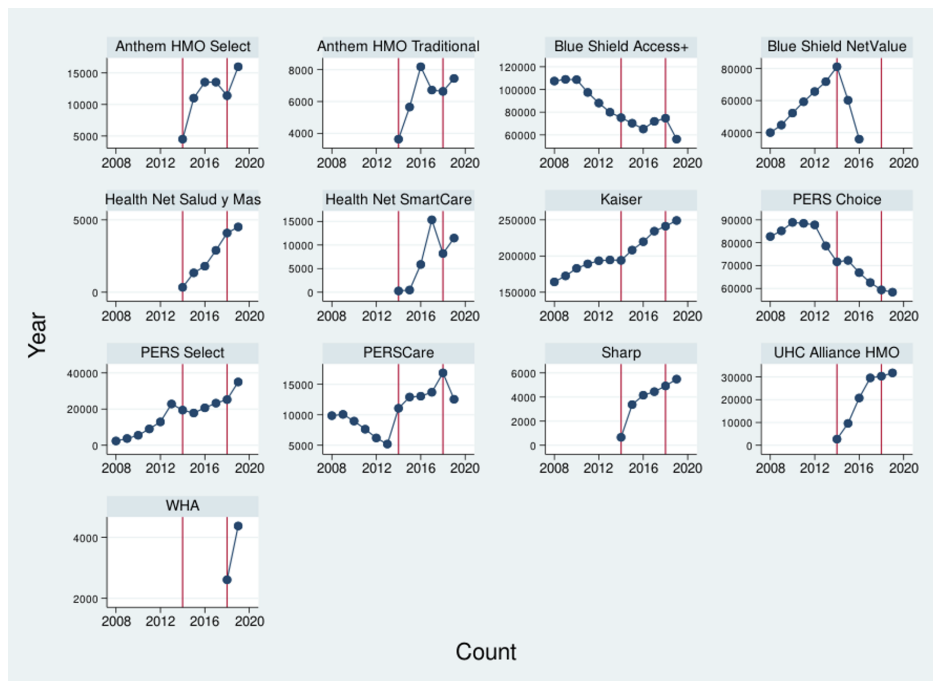 Anthem HMO Select
15000
10000
5000
2008 2012 2016 2020
Anthem HMO Traditional
8000
6000
4000
2008 2012 2016 2020
Blue Shield Access+
120000
100000
80000
60000
2008 2012 2016 2020
Blue Shield NetValue
80000
60000
40000
2008 2012 2016 2020
Health Net Salud y Mas
5000
0
2008 2012 2016 2020
Health Net SmartCare
15000
10000
5000
0
2008 2012 2016 2020
Kaiser
250000
200000
150000
2008 2012 2016 2020
PERS Choice
90000
80000
70000
60000
2008 2012 2016 2020
Year
PERS Select
40000
20000
0
2008 2012 2016 2020
PERSCare
15000
10000
5000
2008 2012 2016 2020
Sharp
6000
4000
2000
0
2008 2012 2016 2020
UHC Alliance HMO
30000
20000
10000
0
2008 2012 2016 2020
WHA
4000
2000
2008 2012 2016 2020
Count